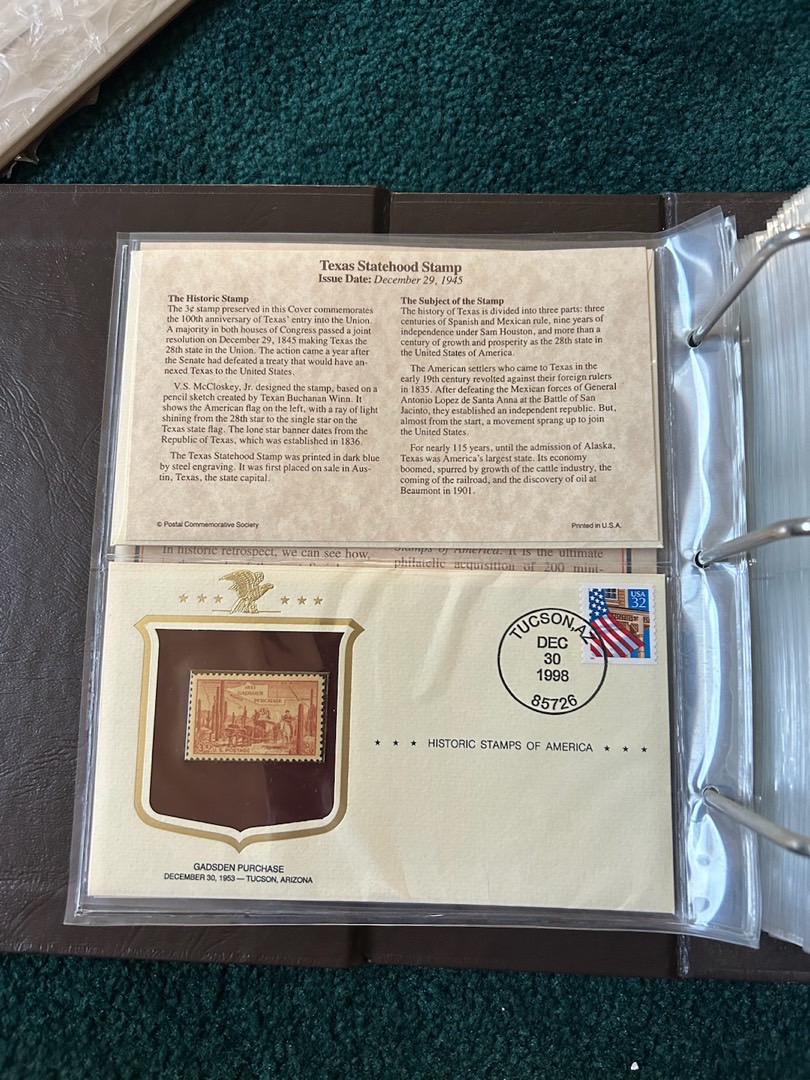 Texas Statehood Stamp
Issue Date: December 29, 1945
The Historic Stamp
The 3¢ stamp preserved in this Cover commemorates
the 100th anniversary of Texas' entry into the Union.
A majority in both houses of Congress passed a joint
resolution on December 29, 1845 making Texas the
28th state in the Union. The action came a year after
the Senate had defeated a treaty that would have an-
nexed Texas to the United States.
V.S. McCloskey, Jr. designed the stamp, based on a
pencil sketch created by Texan Buchanan Winn. It
shows the American flag on the left, with a ray of light
shining from the 28th star to the single star on the
Texas state flag. The lone star banner dates from the
Republic of Texas, which was established in 1836.
The Texas Statehood Stamp was printed in dark blue
by steel engraving. It was first placed on sale in Aus-
tin, Texas, the state capital.
© Postal Commemorative Society
The Subject of the Stamp
The history of Texas is divided into three parts: three
centuries of Spanish and Mexican rule, nine years of
independence under Sam Houston, and more than a
century of growth and prosperity as the 28th state in
the United States of America.
The American settlers who came to Texas in the
early 19th century revolted against their foreign rulers
in 1835. After defeating the Mexican forces of General
Antonio Lopez de Santa Anna at the Battle of San
Jacinto, they established an independent republic. But,
almost from the start, a movement sprang up to join
the United States.
For nearly 115 years, until the admission of Alaska,
Texas was America's largest state. Its economy
boomed, spurred by growth of the cattle industry, the
coming of the railroad, and the discovery of oil at
Beaumont in 1901.
Printed in U.S.A.
In historic retrospect, we can see how,
Stamps of America. It is the ultimate
philatelic acquisition of 200 mint-
USA
32
TUCSON, AZ
DEC
30
1998
85726
1853
GADSDEN
PURCHASE
3¢
U.S. POSTAGE
HISTORIC STAMPS OF AMERICA
GADSDEN PURCHASE
DECEMBER 30, 1953 — TUCSON, ARIZONA